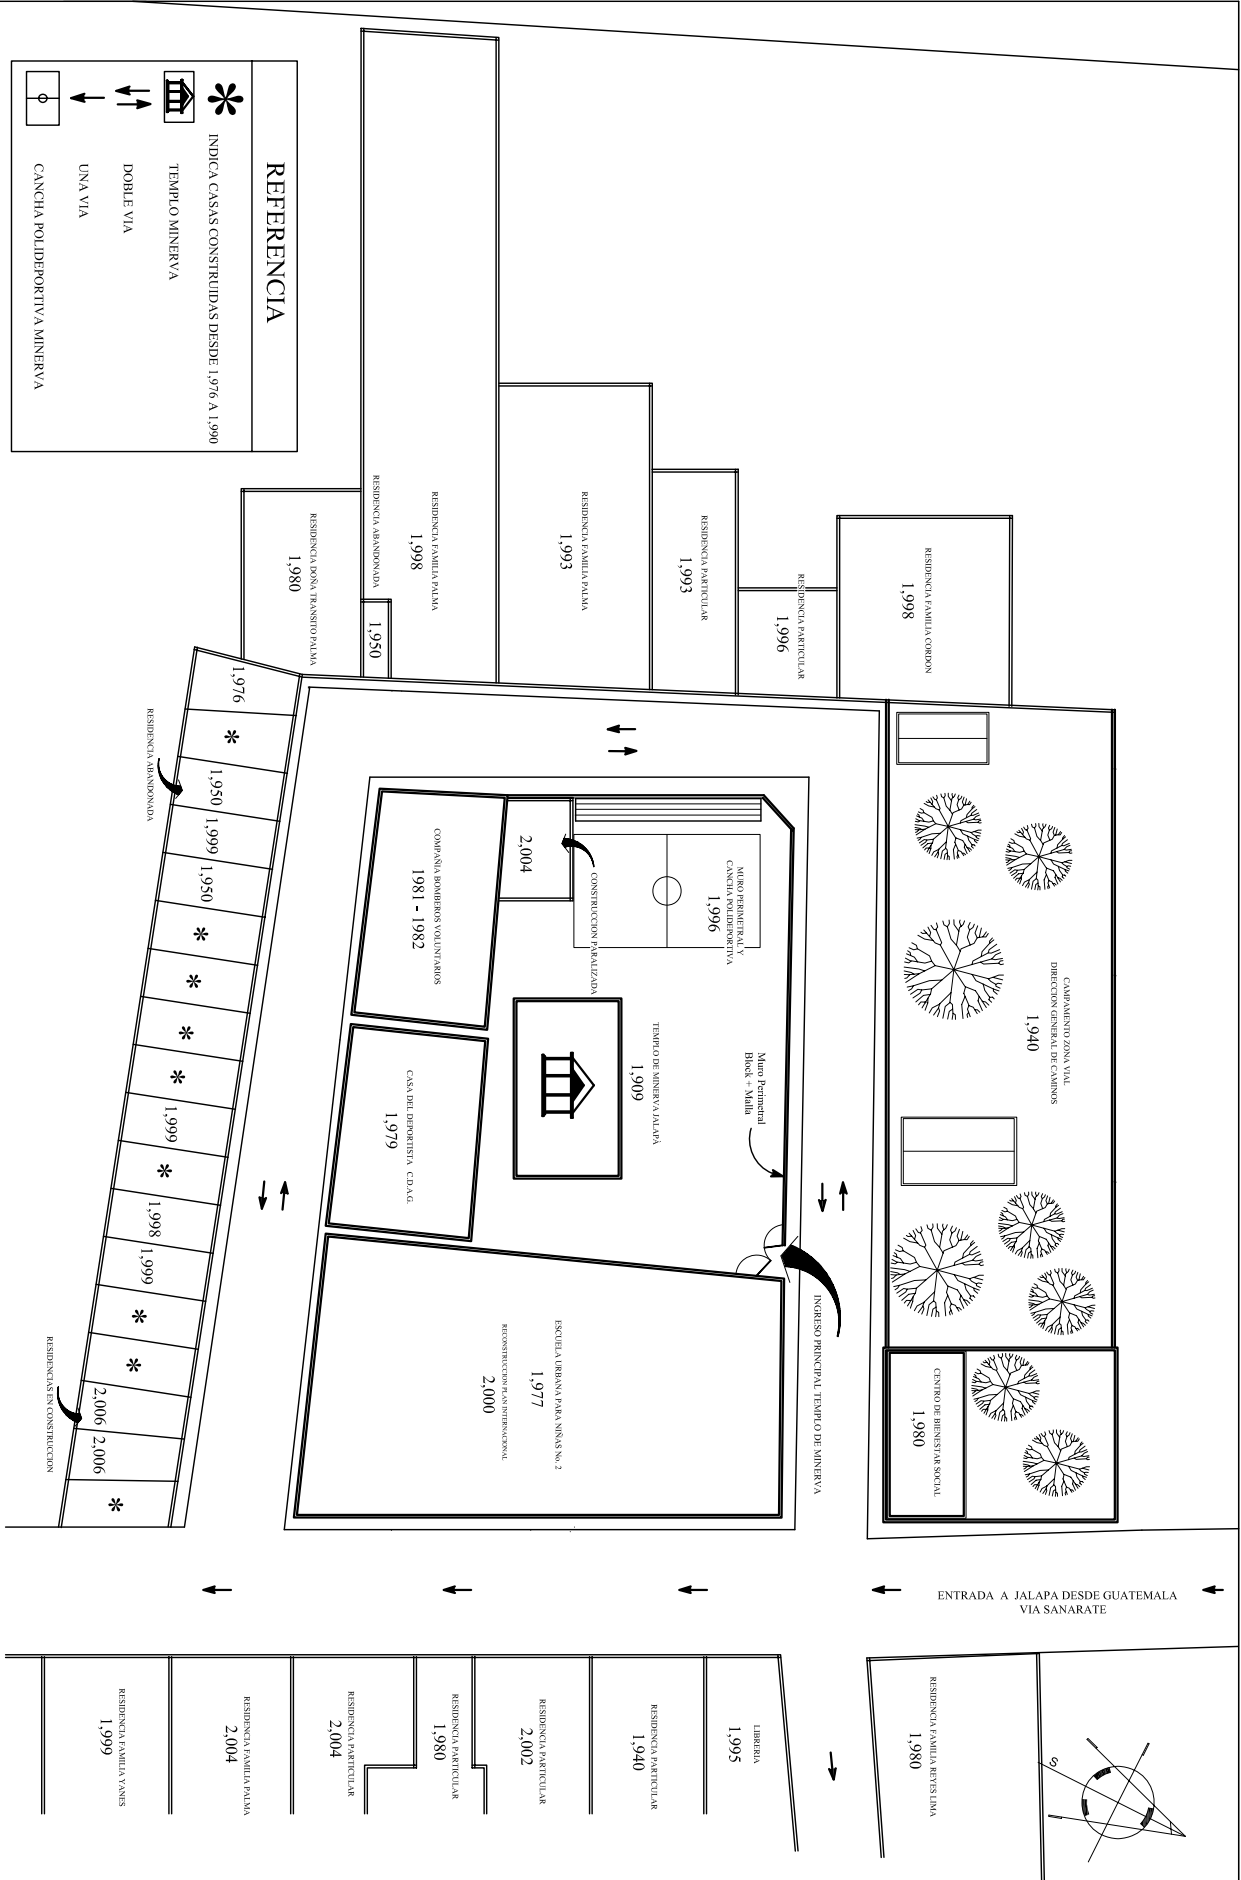 REFERENCIA
INDICA CASAS CONSTRUIDAS DESDE 1,976 A 1,990
TEMPLO MINERVA
DOBLE VIA
UNA VIA
CANCHA POLIDEPORTIVA MINERVA
RESIDENCIA FAMILIA CORDON
1,998
RESIDENCIA PARTICULAR
1,996
RESIDENCIA PARTICULAR
1,993
RESIDENCIA FAMILIA PALMA
1,993
RESIDENCIA FAMILIA PALMA
1,998
RESIDENCIA ABANDONADA
1,950
RESIDENCIA DOÑA TRANSITO PALMA
1,980
CAMPAMENTO ZONA VIAL
DIRECCION GENERAL DE CAMINOS
1,940
CENTRO DE BIENESTAR SOCIAL
1,980
MURO PERIMETRAL Y
CANCHA POLIDEPORTIVA
1,996
CONSTRUCCION PARALIZADA
2,004
COMPAÑIA BOMBEROS VOLUNTARIOS
1981 - 1982
TEMPLO DE MINERVA JALAPA
1,909
Muro Perimetral
Block + Malla
CASA DEL DEPORTISTA C.D.A.G.
1,979
INGRESO PRINCIPAL TEMPLO DE MINERVA
ESCUELA URBANA PARA NIÑAS No. 2
1,977
RECONSTRUCCION PLAN INTERNACIONAL
2,000
1,976
1,950
RESIDENCIA ABANDONADA
1,999
1,950
1,999
1,998
1,999
2,006
2,006
RESIDENCIAS EN CONSTRUCCION
ENTRADA A JALAPA DESDE GUATEMALA
VIA SANARATE
RESIDENCIA FAMILIA REYES LIMA
1,980
LIBRERIA
1,995
RESIDENCIA PARTICULAR
1,940
RESIDENCIA PARTICULAR
2,002
RESIDENCIA PARTICULAR
1,980
RESIDENCIA PARTICULAR
2,004
RESIDENCIA FAMILIA PALMA
2,004
RESIDENCIA FAMILIA YANES
1,999
S